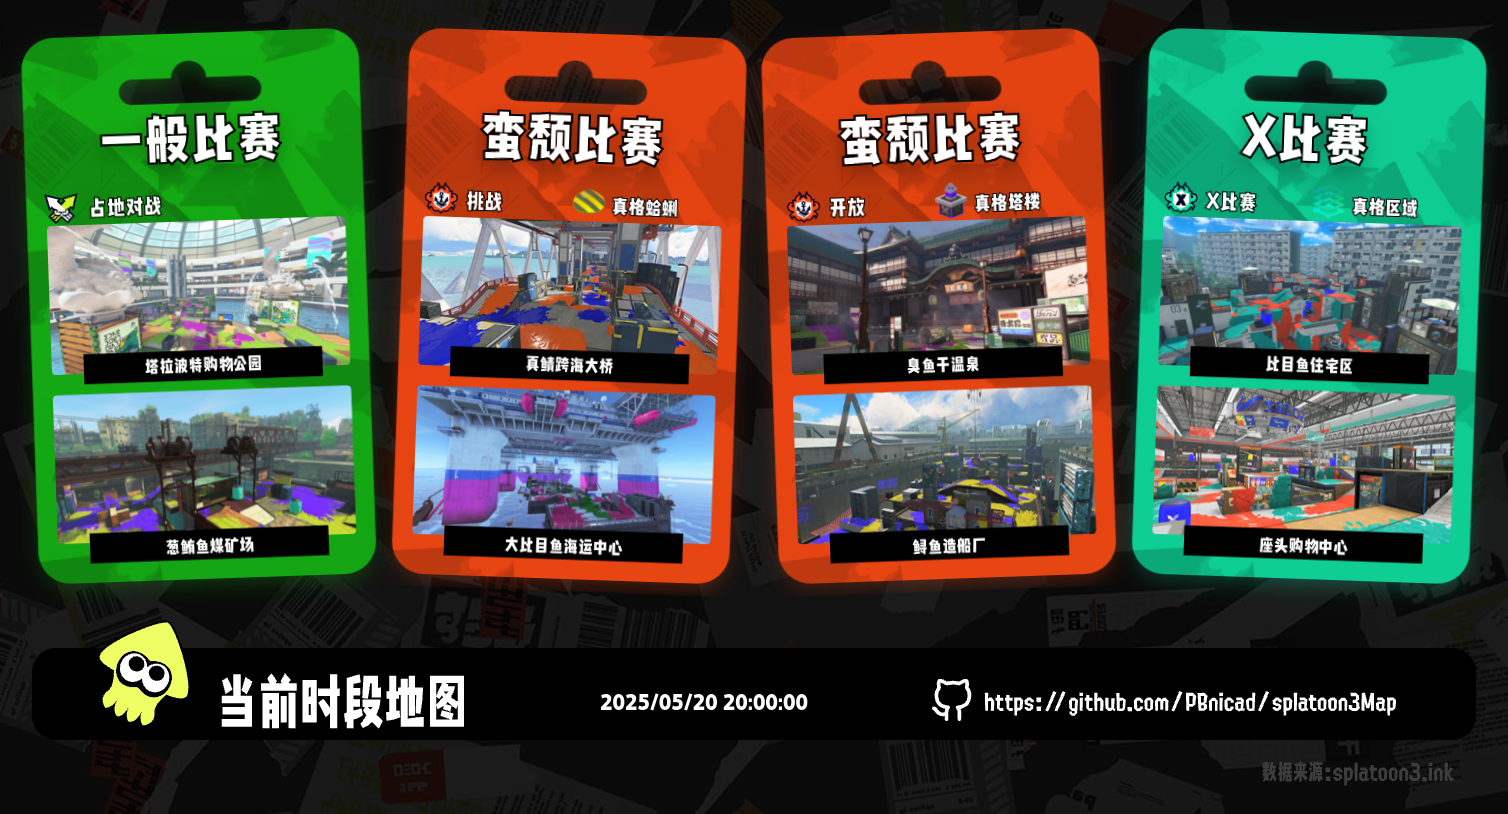 一般比赛
占地对战
塔拉波特购物公园
葱鲔鱼煤矿场
蛮颓比赛
挑战
真格蛤蜊
真鲭跨海大桥
大比目鱼海运中心
蛮颓比赛
开放
真格塔楼
臭鱼干温泉
鲟鱼造船厂
X比赛
X比赛
真格区域
比目鱼住宅区
座头购物中心
当前时段地图
2025/05/20 20:00:00
https://github.com/PBnicad/splatoon3Map
数据来源:splatoon3.ink